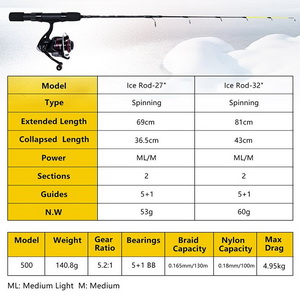 Model Ice Rod-27" Ice Rod-32"
Type Spinning Spinning
Extended Length 69cm 81cm
Collapsed Length 36.5cm 43cm
Power ML/M ML/M
Sections 2 2
Guides 5+1 5+1
N.W 53g 60g
Model Weight Gear Ratio Bearings Braid Capacity Nylon Capacity Max Drag
500 140.8g 5.2:1 5+1 BB 0.165mm/130m 0.18mm/100m 4.95kg
ML: Medium Light M: Medium